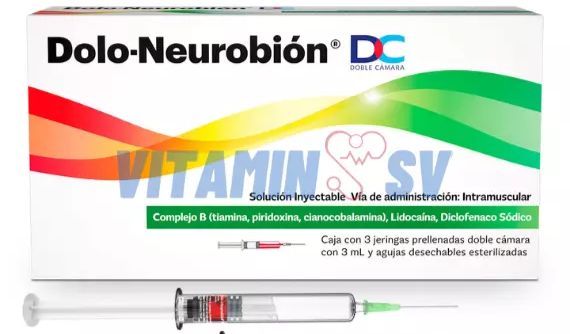 Dolo-Neurobión® DC
DOBLE CÁMARA
VITAMIN SV
Solución Inyectable Vía de administración: Intramuscular
Complejo B (tiamina, piridoxina, cianocobalamina), Lidocaína, Diclofenaco Sódico
Caja con 3 jeringas prellenadas doble cámara
con 3 mL y agujas desechables esterilizadas